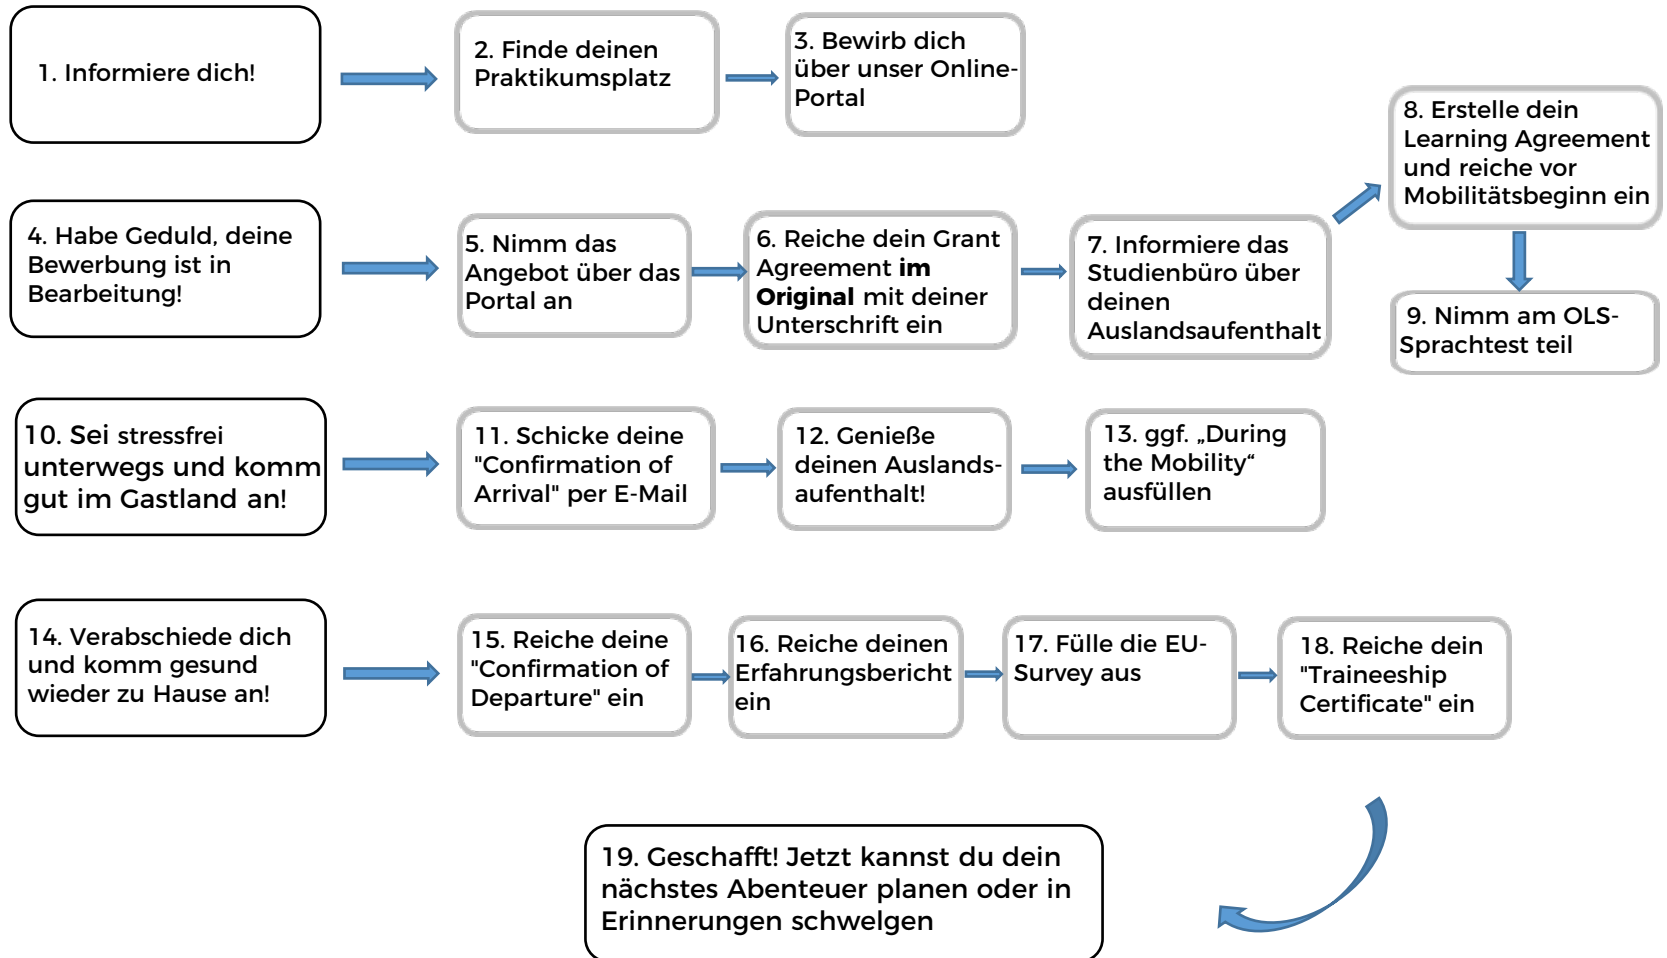 1. Informiere dich!
2. Finde deinen
Praktikumsplatz
3. Bewirb dich
über unser Online-
Portal
4. Habe Geduld, deine
Bewerbung ist in
Bearbeitung!
5. Nimm das
Angebot über das
Portal an
6. Reiche dein Grant
Agreement im
Original mit deiner
Unterschrift ein
7. Informiere das
Studienbüro über
deinen
Auslandsaufenthalt
8. Erstelle dein
Learning Agreement
und reiche vor
Mobilitätsbeginn ein
9. Nimm am OLS-
Sprachtest teil
10. Sei stressfrei
unterwegs und komm
gut im Gastland an!
11. Schicke deine
"Confirmation of
Arrival" per E-Mail
12. Genieße
deinen Auslands-
aufenthalt!
13. ggf. „During
the Mobility“
ausfüllen
14. Verabschiede dich
und komm gesund
wieder zu Hause an!
15. Reiche deine
"Confirmation of
Departure" ein
16. Reiche deinen
Erfahrungsbericht
ein
17. Fülle die EU-
Survey aus
18. Reiche dein
"Traineeship
Certificate" ein
19. Geschafft! Jetzt kannst du dein
nächstes Abenteuer planen oder in
Erinnerungen schwelgen